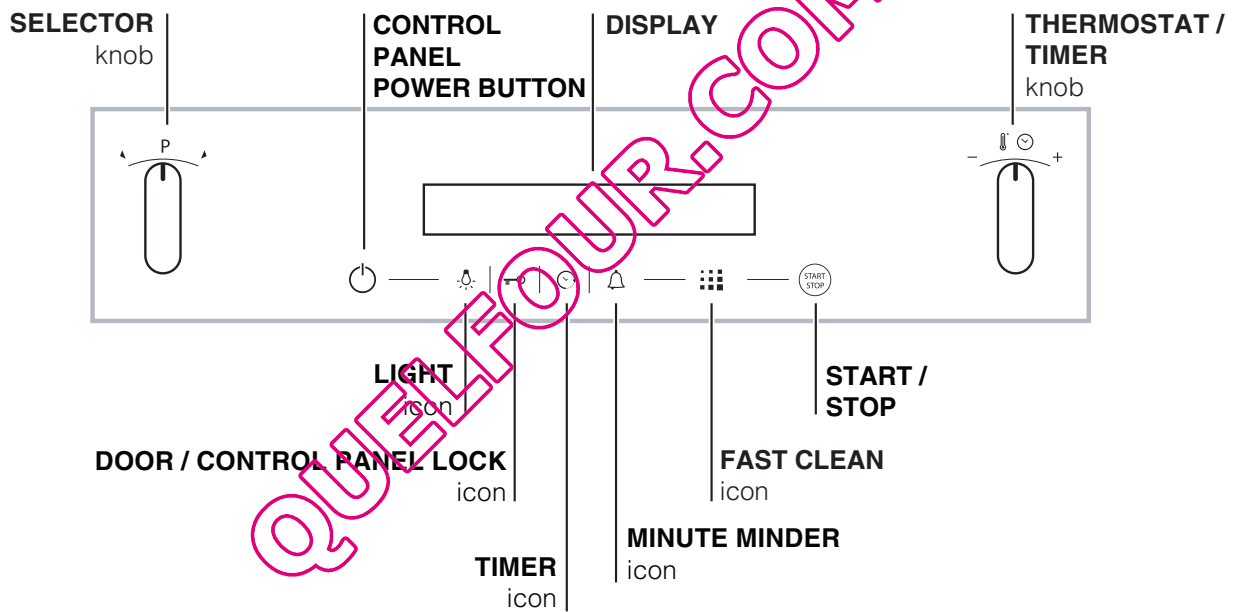 SELECTOR
knob
CONTROL
PANEL
POWER BUTTON
DISPLAY
THERMOSTAT /
TIMER
knob
P
- +
START
STOP
LIGHT
icon
START /
STOP
DOOR / CONTROL PANEL LOCK
icon
FAST CLEAN
icon
MINUTE MINDER
icon
TIMER
icon
QUELFOUR.COM